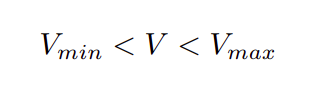 V_{min} < V < V_{max}